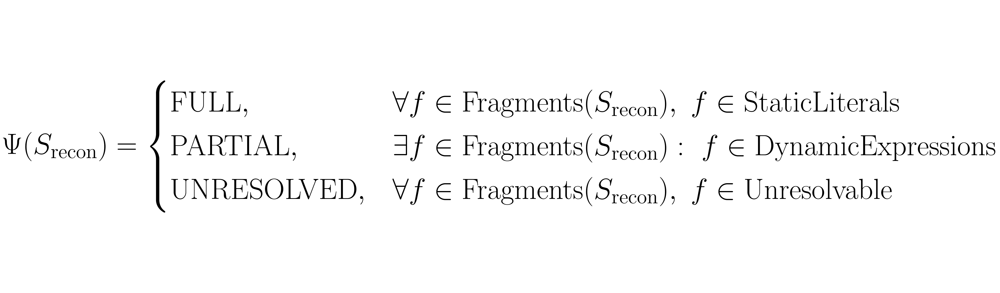 Ψ(S_recon) = { FULL, ∀f ∈ Fragments(S_recon), f ∈ StaticLiterals
PARTIAL, ∃f ∈ Fragments(S_recon) : f ∈ DynamicExpressions
UNRESOLVED, ∀f ∈ Fragments(S_recon), f ∈ Unresolvable